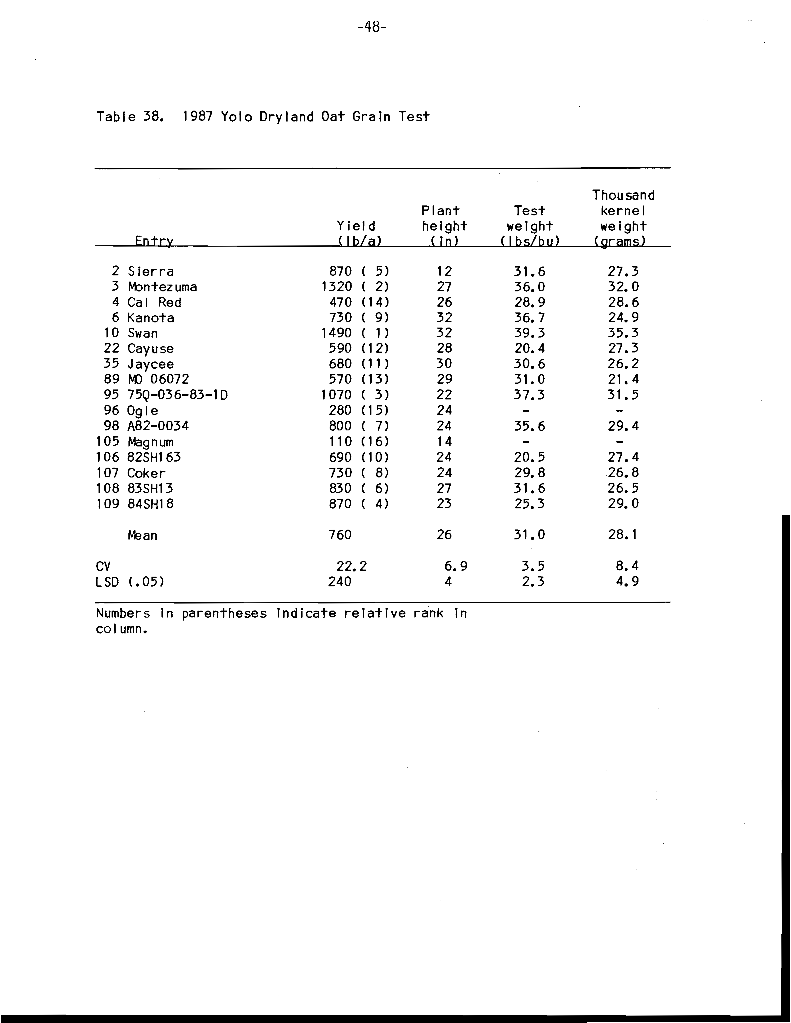 -48-
Table 38. 1987 Yolo Dryland Oat Grain Test
Thousand
Plant Test kernel
Yield height weight weight
Entry (lb/a) (in) (lbs/bu) (grams)
2 Sierra 870 ( 5) 12 31.6 27.3
3 Montezuma 1320 ( 2) 27 36.0 32.0
4 Cal Red 470 (14) 26 28.9 28.6
6 Kanota 730 ( 9) 32 36.7 24.9
10 Swan 1490 ( 1) 32 39.3 35.3
22 Cayuse 590 (12) 28 20.4 27.3
35 Jaycee 680 (11) 30 30.6 26.2
89 MO 06072 570 (13) 29 31.0 21.4
95 75Q-036-83-1D 1070 ( 3) 22 37.3 31.5
96 Ogle 280 (15) 24 - -
98 A82-0034 800 ( 7) 24 35.6 29.4
105 Magnum 110 (16) 14 - -
106 82SH163 690 (10) 24 20.5 27.4
107 Coker 730 ( 8) 24 29.8 26.8
108 83SH13 830 ( 6) 27 31.6 26.5
109 84SH18 870 ( 4) 23 25.3 29.0
Mean 760 26 31.0 28.1
CV 22.2 6.9 3.5 8.4
LSD (.05) 240 4 2.3 4.9
Numbers in parentheses indicate relative rank in
column.